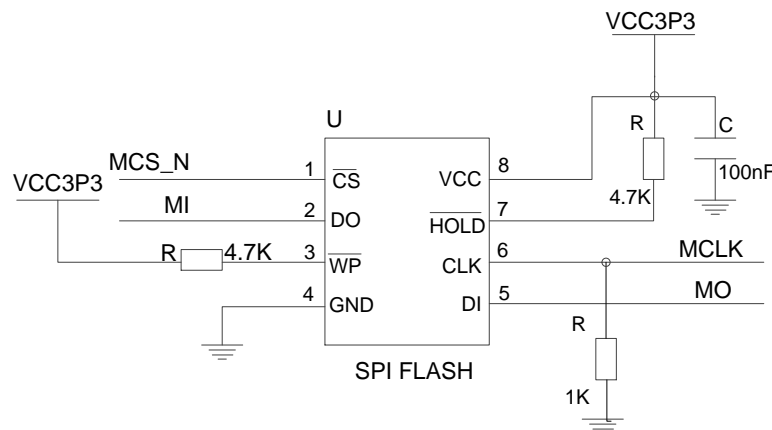 VCC3P3
U
R
C
MCS_N
1
CS
VCC
8
100nF
VCC3P3
MI
2
DO
HOLD
7
4.7K
R
4.7K
3
WP
CLK
6
MCLK
4
GND
DI
5
MO
R
SPI FLASH
1K